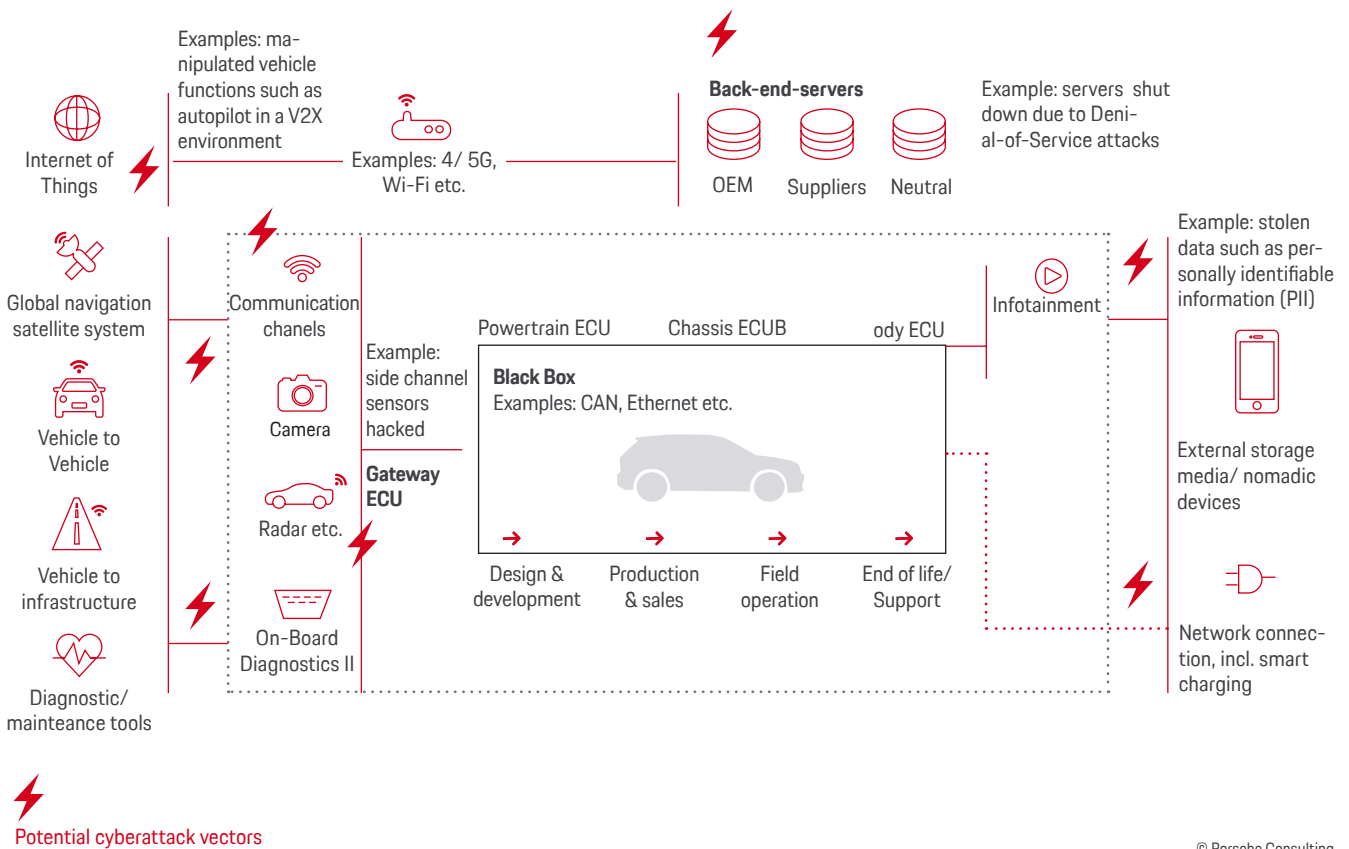 Examples: ma-
nipulated vehicle
functions such as
autopilot in a V2X
environment
Internet of
Things
Examples: 4/ 5G,
Wi-Fi etc.
Back-end-servers
OEM
Suppliers
Neutral
Example: servers shut
down due to Deni-
al-of-Service attacks
Global navigation
satellite system
Vehicle to
Vehicle
Vehicle to
infrastructure
Diagnostic/
mainteance tools
Communication
chanels
Camera
Radar etc.
On-Board
Diagnostics II
Example:
side channel
sensors
hacked
Gateway
ECU
Powertrain ECU
Chassis ECUB
ody ECU
Black Box
Examples: CAN, Ethernet etc.
Design &
development
Production
& sales
Field
operation
End of life/
Support
Infotainment
Example: stolen
data such as per-
sonally identifiable
information (PII)
External storage
media/ nomadic
devices
Network connec-
tion, incl. smart
charging
Potential cyberattack vectors
© Porsche Consulting